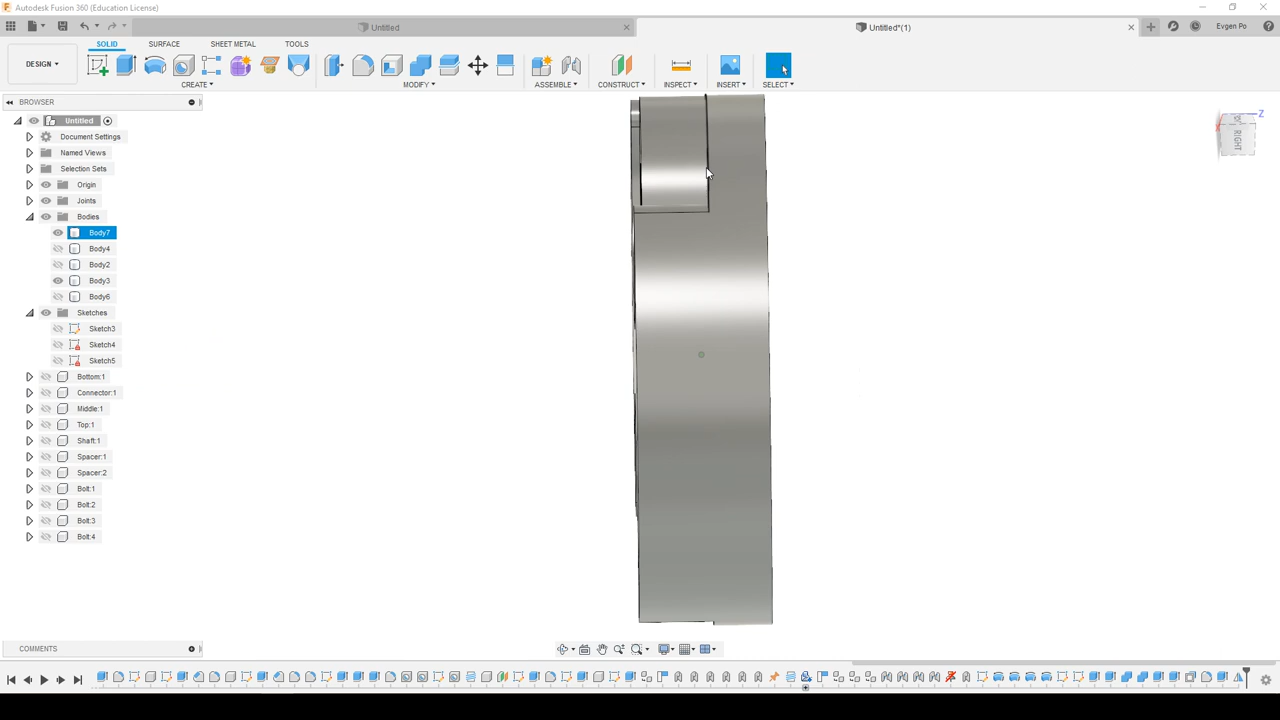 Autodesk Fusion 360 (Education License)
Untitled
Untitled*(1)
Evgen Po
SOLID SURFACE SHEET METAL TOOLS
DESIGN
CREATE MODIFY ASSEMBLE CONSTRUCT INSPECT INSERT SELECT
BROWSER
Untitled
Document Settings
Named Views
Selection Sets
Origin
Joints
Bodies
Body7
Body4
Body2
Body3
Body6
Sketches
Sketch3
Sketch4
Sketch5
Bottom:1
Connector:1
Middle:1
Top:1
Shaft:1
Spacer:1
Spacer:2
Bolt:1
Bolt:2
Bolt:3
Bolt:4
Z
RIGHT
COMMENTS